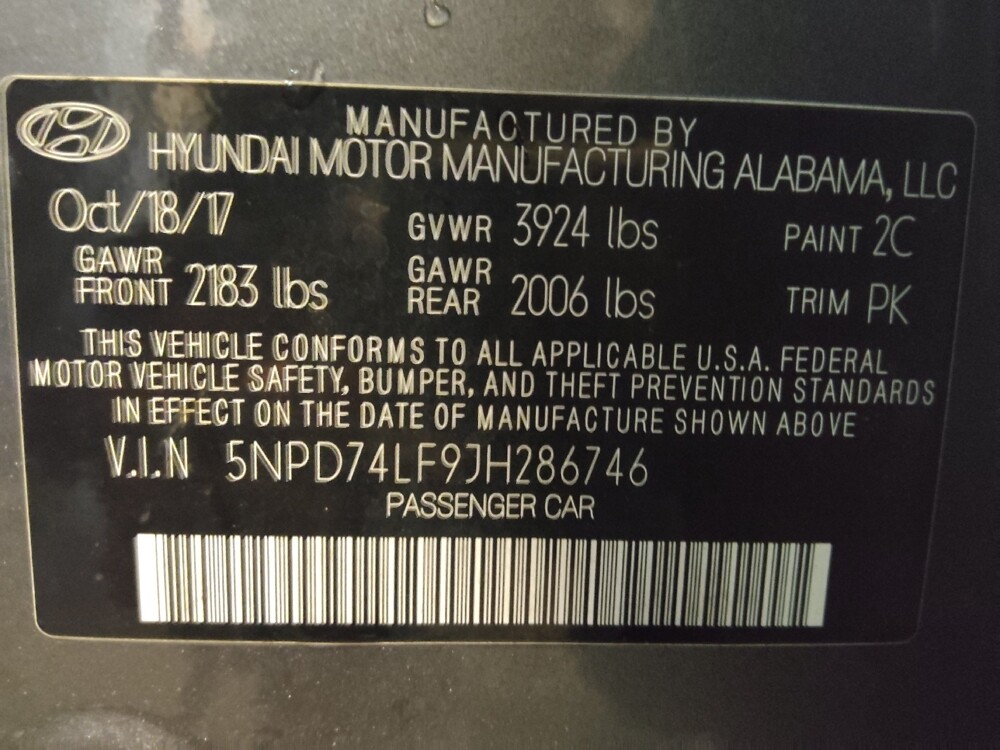 MANUFACTURED BY
HYUNDAI MOTOR MANUFACTURING ALABAMA, LLC
Oct/18/17 GVWR 3924 lbs PAINT 2C
GAWR FRONT 2183 lbs GAWR REAR 2006 lbs TRIM PK
THIS VEHICLE CONFORMS TO ALL APPLICABLE U.S.A. FEDERAL
MOTOR VEHICLE SAFETY, BUMPER, AND THEFT PREVENTION STANDARDS
IN EFFECT ON THE DATE OF MANUFACTURE SHOWN ABOVE
V.I.N 5NPD74LF9JH286746
PASSENGER CAR